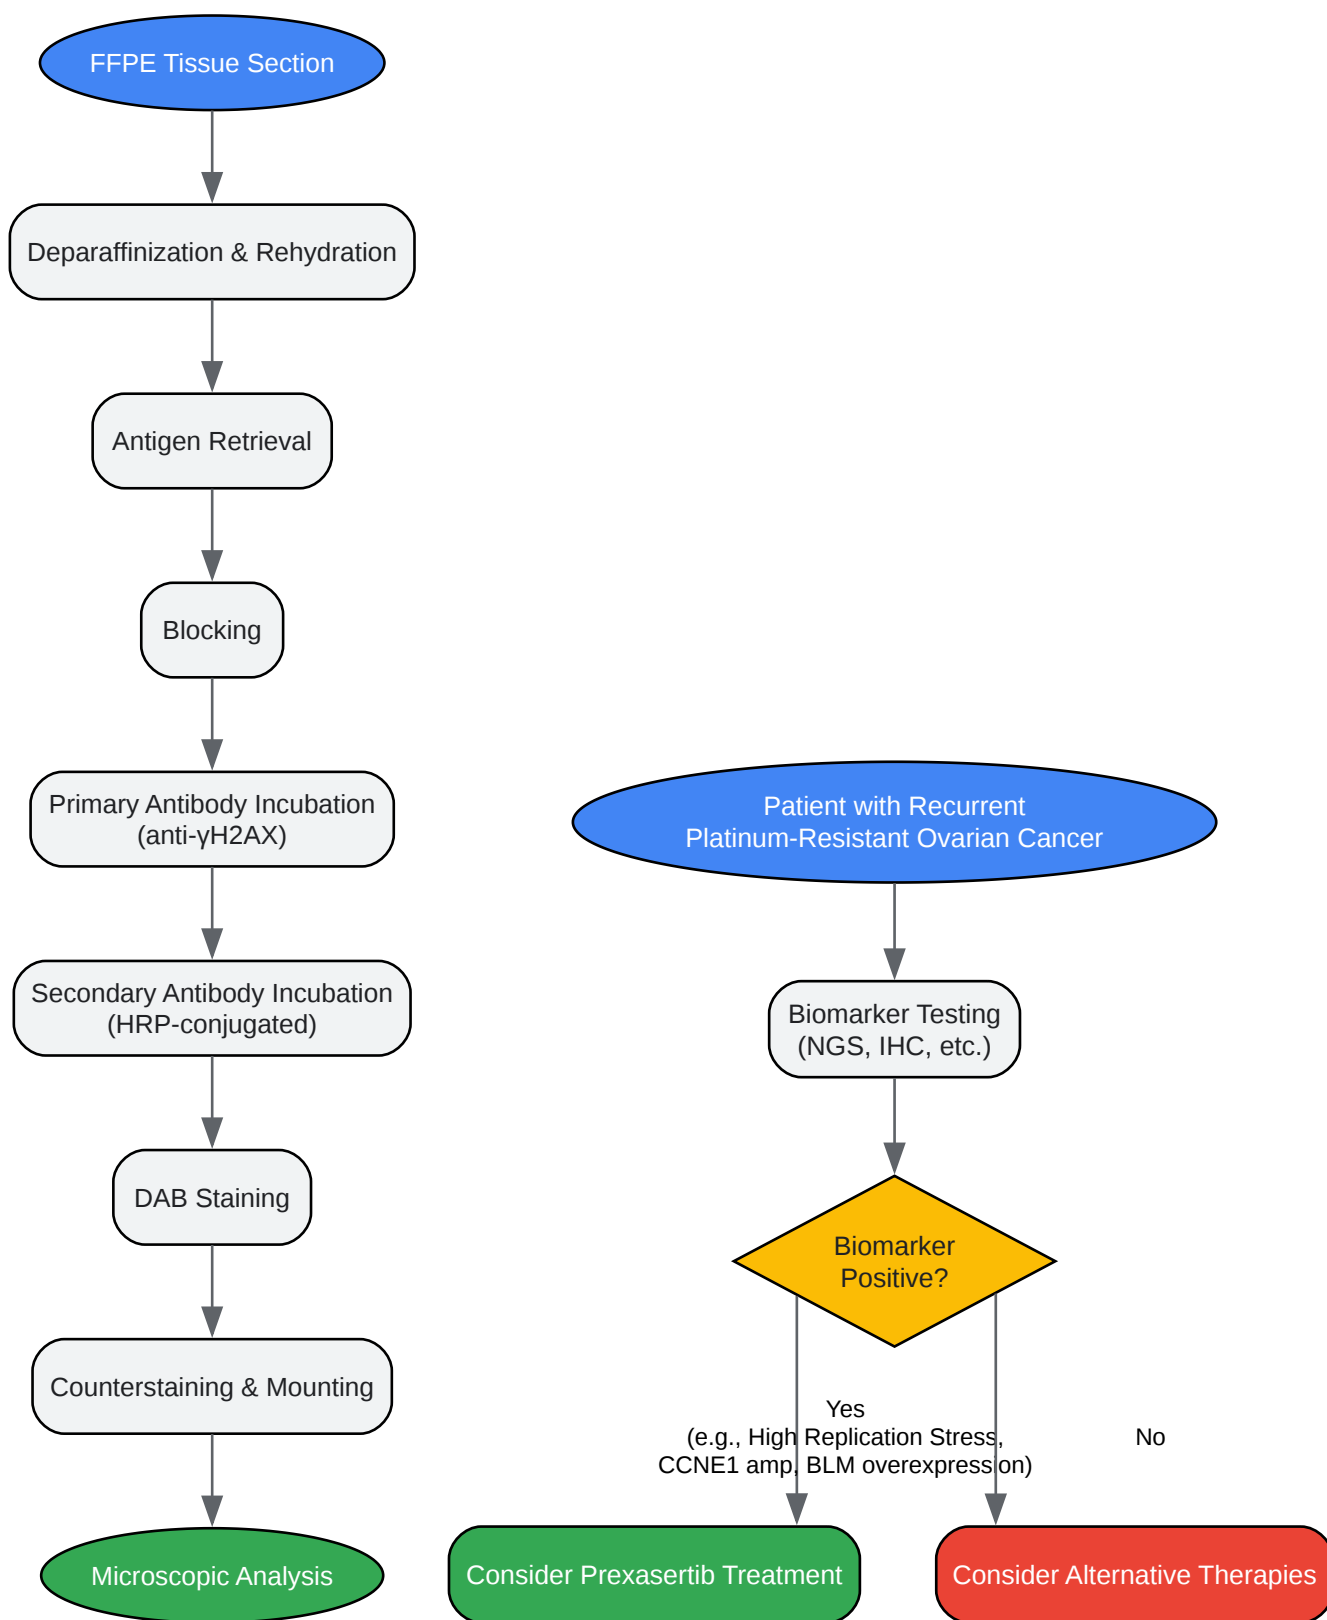 FFPE Tissue Section
Deparaffinization & Rehydration
Antigen Retrieval
Blocking
Primary Antibody Incubation
(anti-γH2AX)
Secondary Antibody Incubation
(HRP-conjugated)
DAB Staining
Counterstaining & Mounting
Microscopic Analysis
Patient with Recurrent
Platinum-Resistant Ovarian Cancer
Biomarker Testing
(NGS, IHC, etc.)
Biomarker
Positive?
Yes
(e.g., High Replication Stress,
CCNE1 amp, BLM overexpression)
No
Consider Prexasertib Treatment
Consider Alternative Therapies